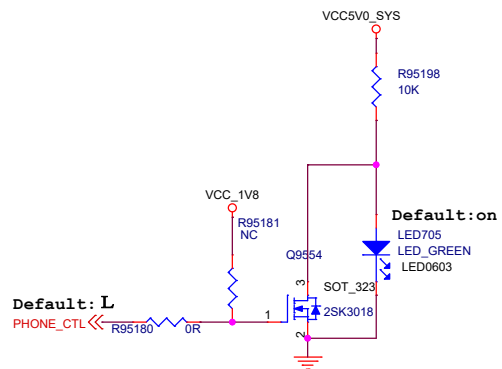 VCC5V0_SYS
R95198
10K
VCC_1V8
R95181
NC
Default:on
LED705
LED_GREEN
LED0603
Q9554
SOT_323
3
2SK3018
1
2
Default: L
PHONE_CTL
R95180
0R